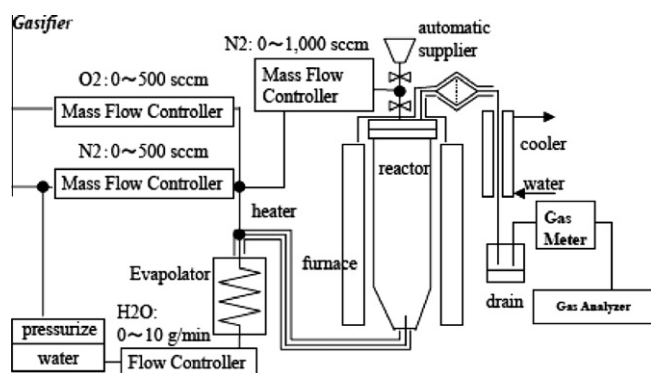 Gasifier
N2: 0～1,000 sccm
automatic
supplier
O2: 0～500 sccm
Mass Flow
Controller
Mass Flow Controller
N2: 0～500 sccm
Mass Flow Controller
reactor
cooler
water
heater
furnace
Gas
Meter
Evapolator
drain
Gas Analyzer
H2O:
0～10 g/min
pressurize
water
Flow Controller